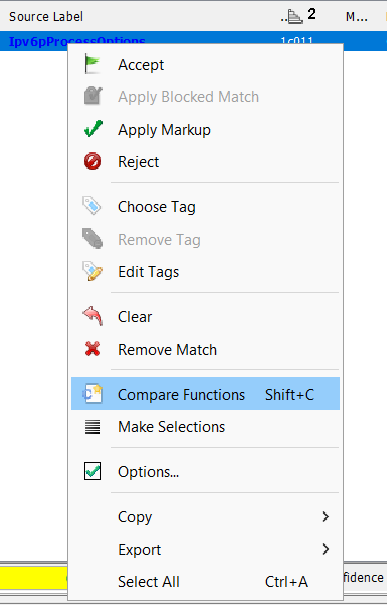 Source Label .. 2 M...
Ipv6pProcessOptions 1c011
Accept
Apply Blocked Match
Apply Markup
Reject
Choose Tag
Remove Tag
Edit Tags
Clear
Remove Match
Compare Functions Shift+C
Make Selections
Options...
Copy
Export
fidence
Select All Ctrl+A